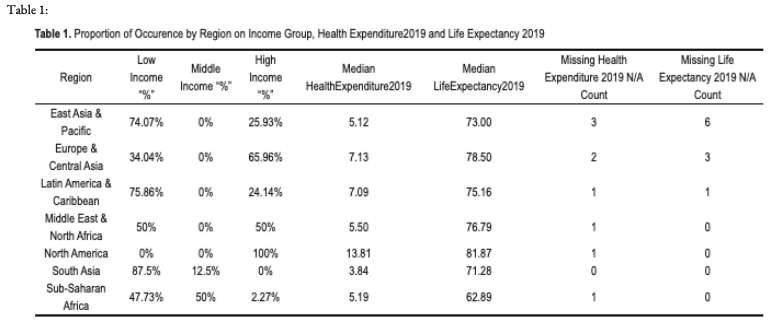 Table 1:
Table 1. Proportion of Occurence by Region on Income Group, Health Expenditure2019 and Life Expectancy 2019
Region Low Income "%" Middle Income "%" High Income "%" Median HealthExpenditure2019 Median LifeExpectancy2019 Missing Health Expenditure 2019 N/A Count Missing Life Expectancy 2019 N/A Count
East Asia & Pacific 74.07% 0% 25.93% 5.12 73.00 3 6
Europe & Central Asia 34.04% 0% 65.96% 7.13 78.50 2 3
Latin America & Caribbean 75.86% 0% 24.14% 7.09 75.16 1 1
Middle East & North Africa 50% 0% 50% 5.50 76.79 1 0
North America 0% 0% 100% 13.81 81.87 1 0
South Asia 87.5% 12.5% 0% 3.84 71.28 0 0
Sub-Saharan Africa 47.73% 50% 2.27% 5.19 62.89 1 0